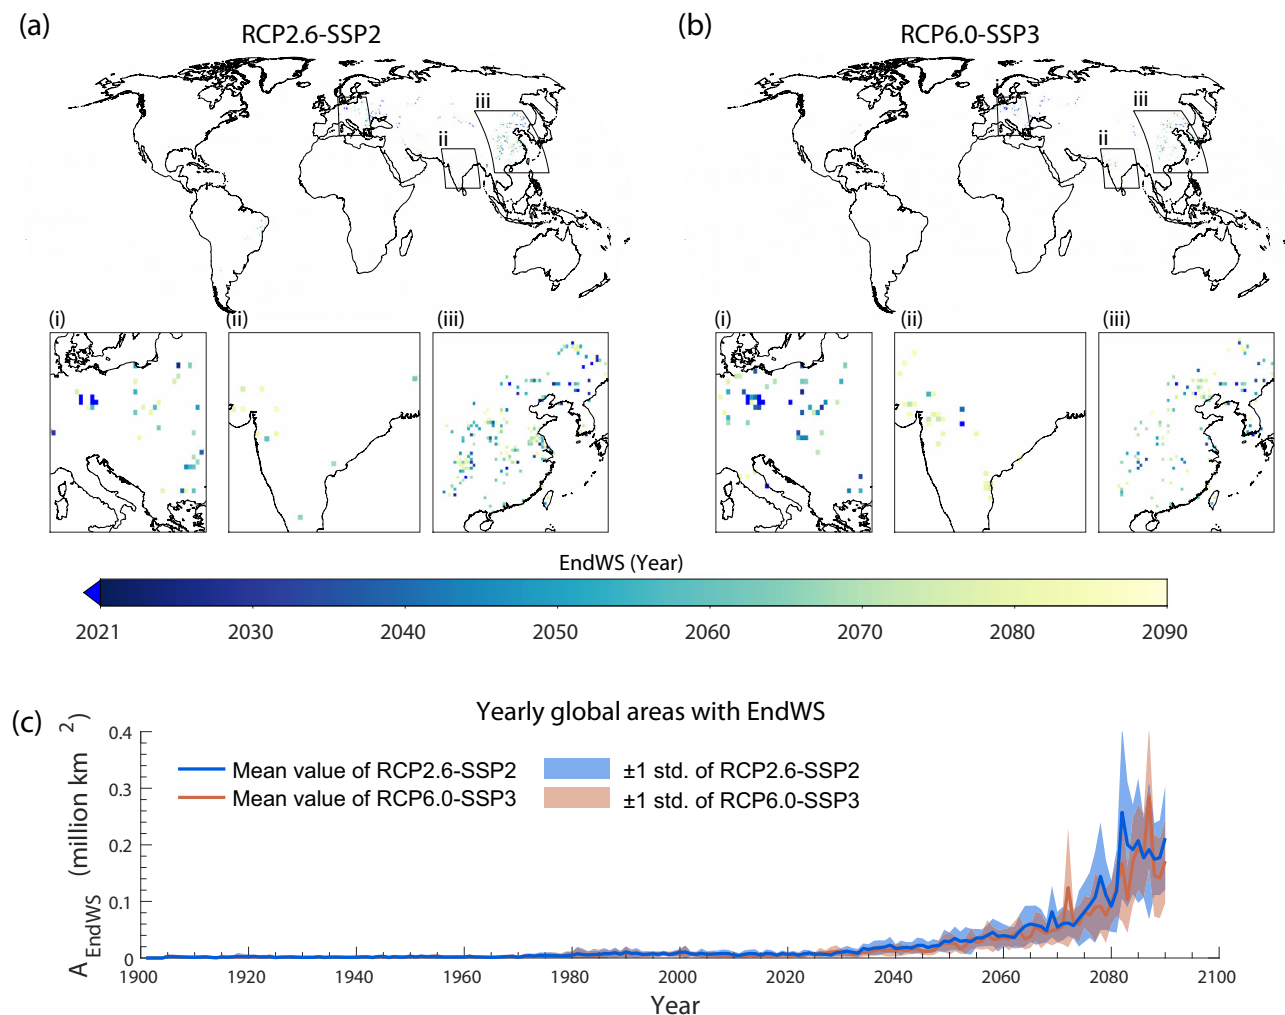 (a)
RCP2.6-SSP2
i
ii
iii
(i)
(ii)
(iii)
(b)
RCP6.0-SSP3
i
ii
iii
(i)
(ii)
(iii)
EndWS (Year)
2021 2030 2040 2050 2060 2070 2080 2090
(c)
Yearly global areas with EndWS
A EndWS (million km 2)
0.4
0.3
0.2
0.1
0
Mean value of RCP2.6-SSP2
±1 std. of RCP2.6-SSP2
Mean value of RCP6.0-SSP3
±1 std. of RCP6.0-SSP3
1900 1920 1940 1960 1980 2000 2020 2040 2060 2080 2100
Year